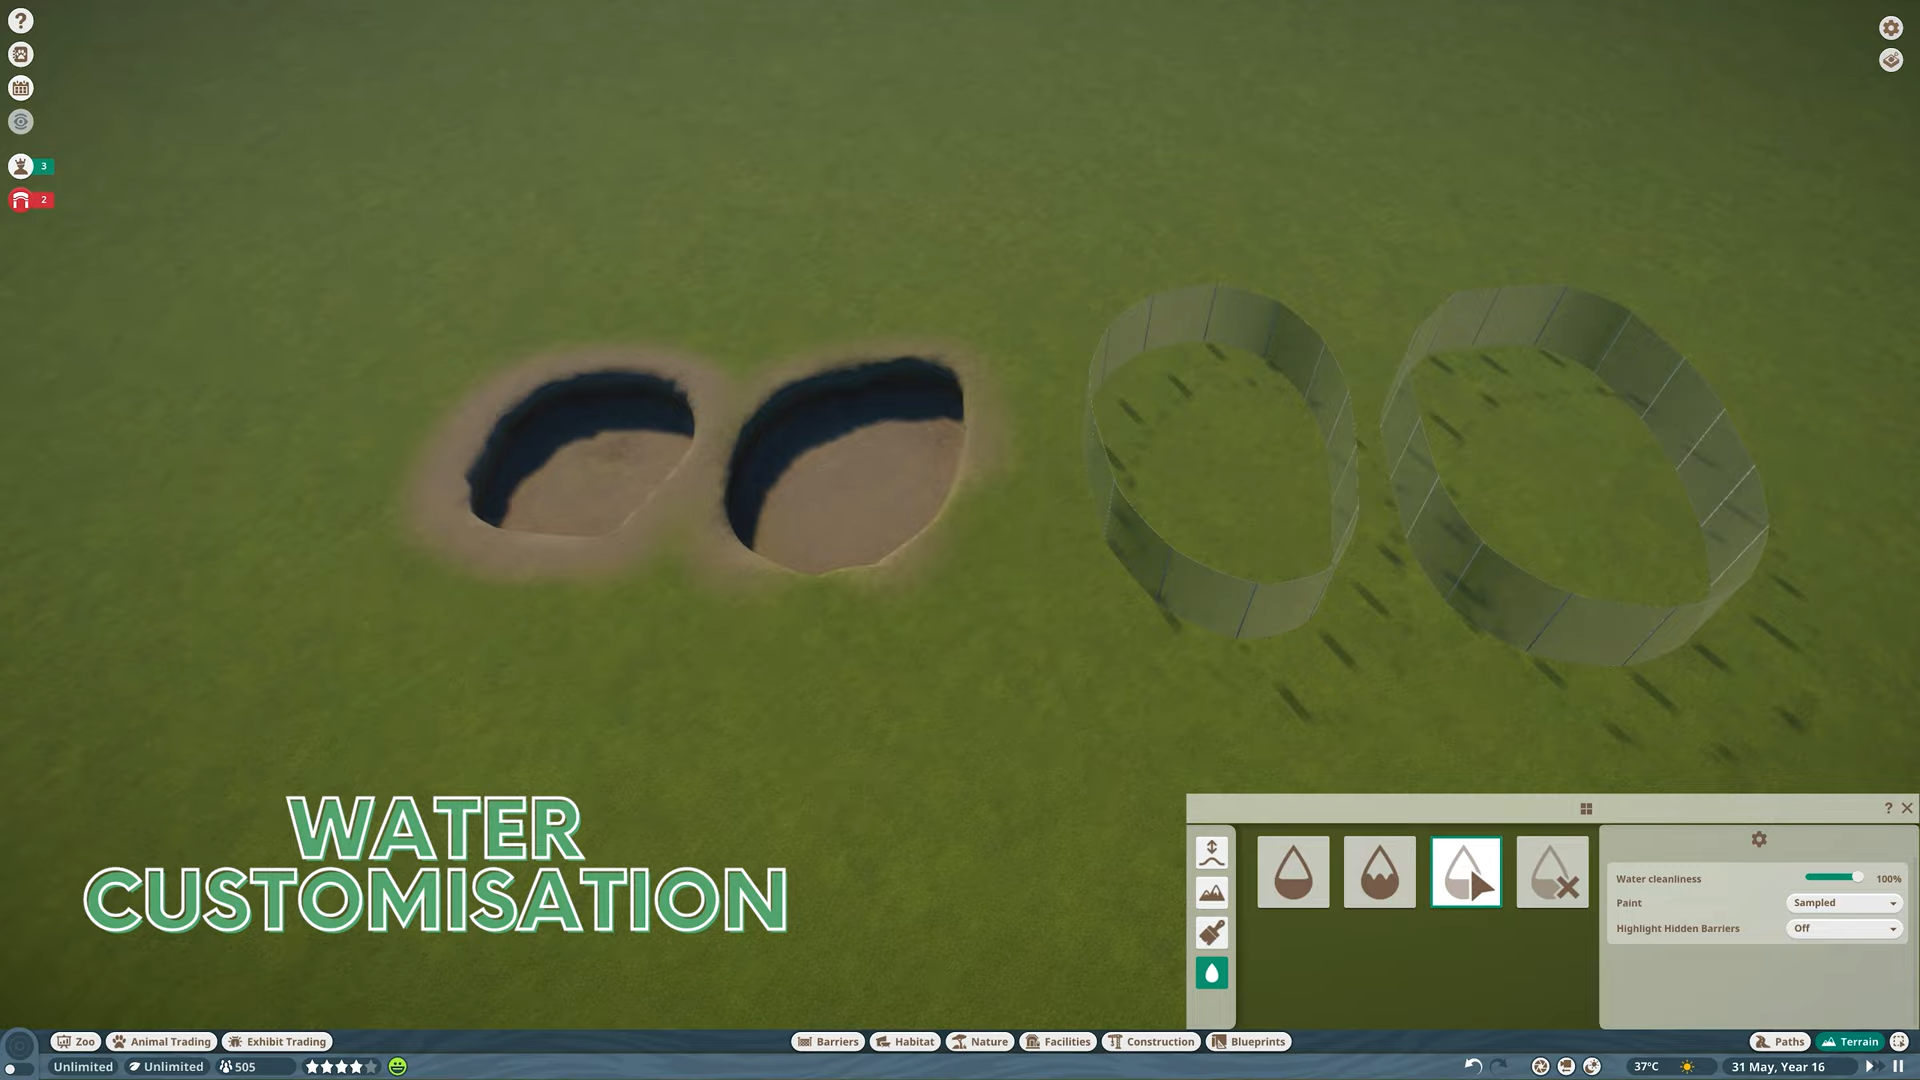 3
2
WATER
CUSTOMISATION
?
?
Water cleanliness 100%
Paint Sampled
Highlight Hidden Barriers Off
Zoo Animal Trading Exhibit Trading Barriers Habitat Nature Facilities Construction Blueprints Paths Terrain
Unlimited Unlimited 505 37°C 31 May, Year 16